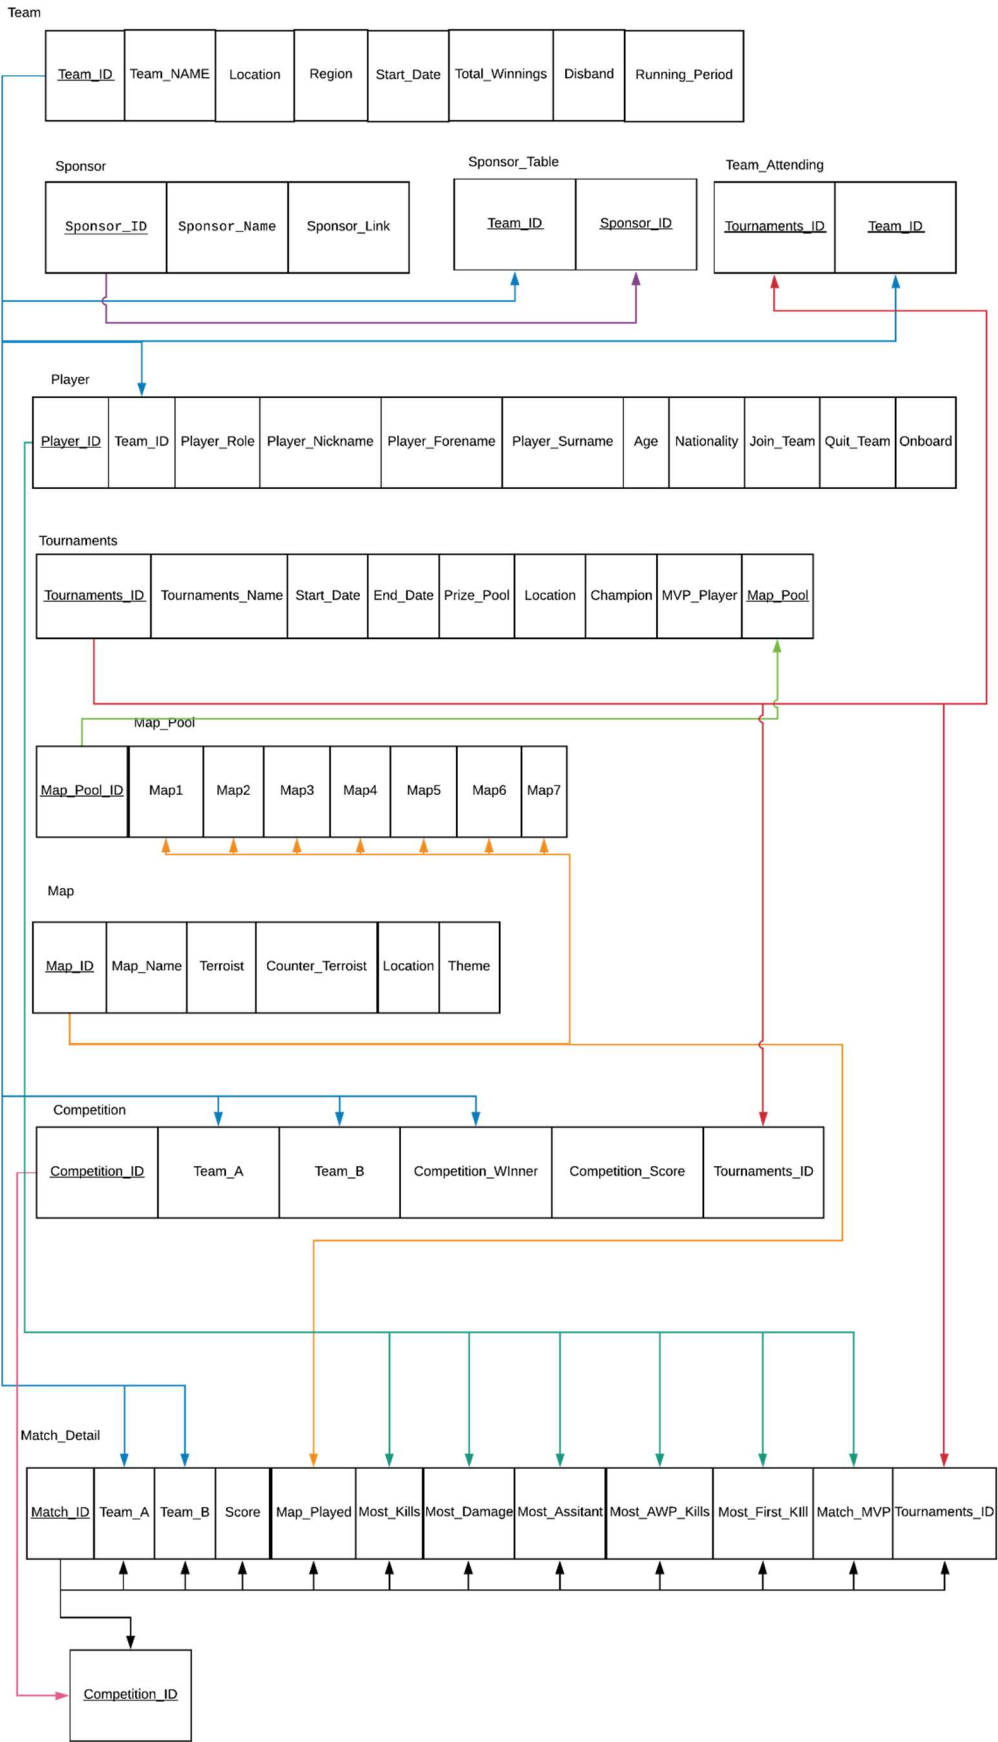 Team
Team_ID Team_NAME Location Region Start_Date Total_Winnings Disband Running_Period
Sponsor Sponsor_Table Team_Attending
Sponsor_ID Sponsor_Name Sponsor_Link Team_ID Sponsor_ID Tournaments_ID Team_ID
Player
Player_ID Team_ID Player_Role Player_Nickname Player_Forename Player_Surname Age Nationality Join_Team Quit_Team Onboard
Tournaments
Tournaments_ID Tournaments_Name Start_Date End_Date Prize_Pool Location Champion MVP_Player Map_Pool
Map_Pool
Map_Pool_ID Map1 Map2 Map3 Map4 Map5 Map6 Map7
Map
Map_ID Map_Name Terroist Counter_Terroist Location Theme
Competition
Competition_ID Team_A Team_B Competition_WInner Competition_Score Tournaments_ID
Match_Detail
Match_ID Team_A Team_B Score Map_Played Most_Kills Most_Damage Most_Assitant Most_AWP_Kills Most_First_KIll Match_MVP Tournaments_ID
Competition_ID